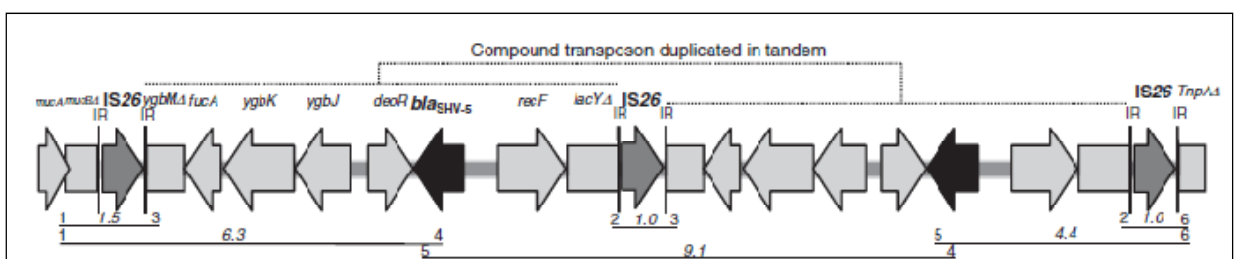 Compound transposon duplicated in tandem
mucA mucBΔ IS26 ygbMΔ fucA ygbK ygbJ deoR blaSHV-5 recF lacYΔ IS26 IS26 TnpAΔ
IR IR IR IR IR IR
1 1.5 3 2 1.0 3 2 1.0 6
1 6.3 4 5 4.4 6
5 9.1 4